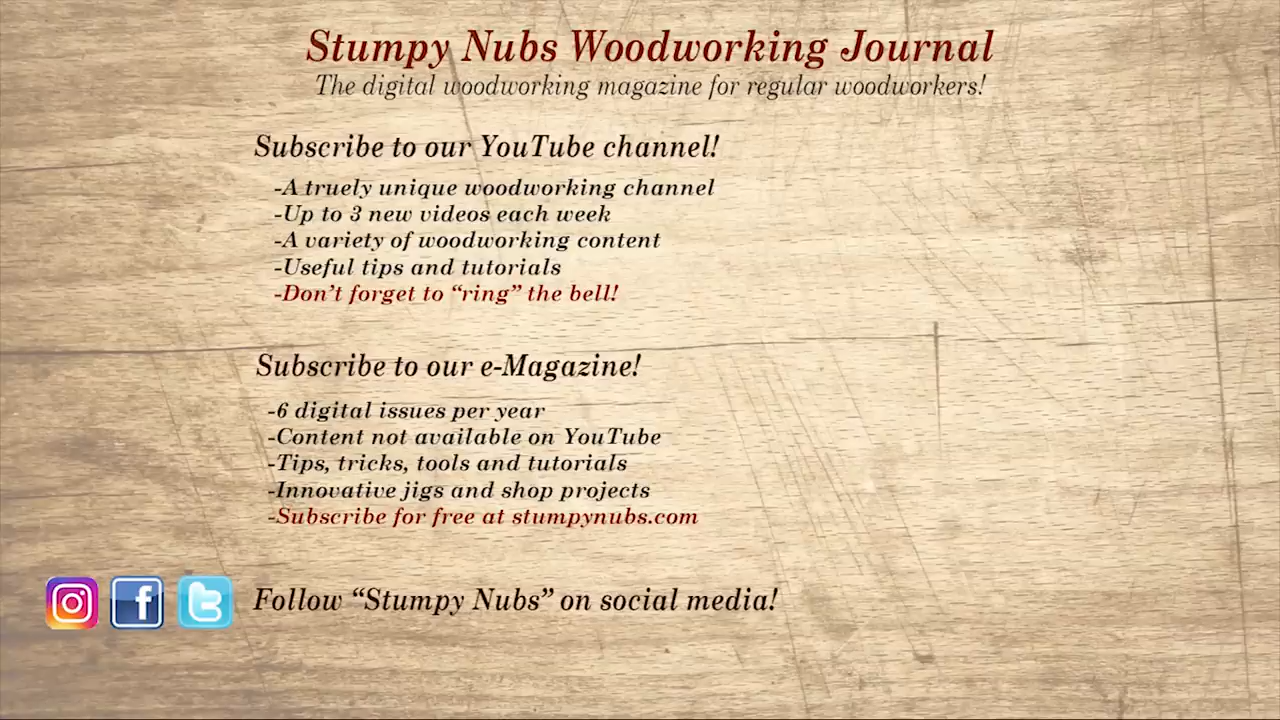 Stumpy Nubs Woodworking Journal
The digital woodworking magazine for regular woodworkers!
Subscribe to our YouTube channel!
-A truely unique woodworking channel
-Up to 3 new videos each week
-A variety of woodworking content
-Useful tips and tutorials
-Don’t forget to “ring” the bell!
Subscribe to our e-Magazine!
-6 digital issues per year
-Content not available on YouTube
-Tips, tricks, tools and tutorials
-Innovative jigs and shop projects
-Subscribe for free at stumpynubs.com
Follow “Stumpy Nubs” on social media!